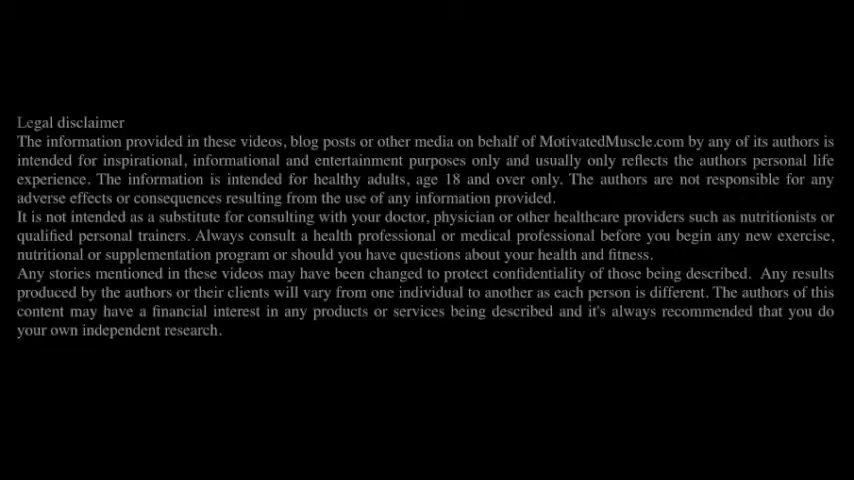 Legal disclaimer
The information provided in these videos, blog posts or other media on behalf of MotivatedMuscle.com by any of its authors is
intended for inspirational, informational and entertainment purposes only and usually only reflects the authors personal life
experience. The information is intended for healthy adults, age 18 and over only. The authors are not responsible for any
adverse effects or consequences resulting from the use of any information provided.
It is not intended as a substitute for consulting with your doctor, physician or other healthcare providers such as nutritionists or
qualified personal trainers. Always consult a health professional or medical professional before you begin any new exercise,
nutritional or supplementation program or should you have questions about your health and fitness.
Any stories mentioned in these videos may have been changed to protect confidentiality of those being described.  Any results
produced by the authors or their clients will vary from one individual to another as each person is different. The authors of this
content may have a financial interest in any products or services being described and it's always recommended that you do
your own independent research.